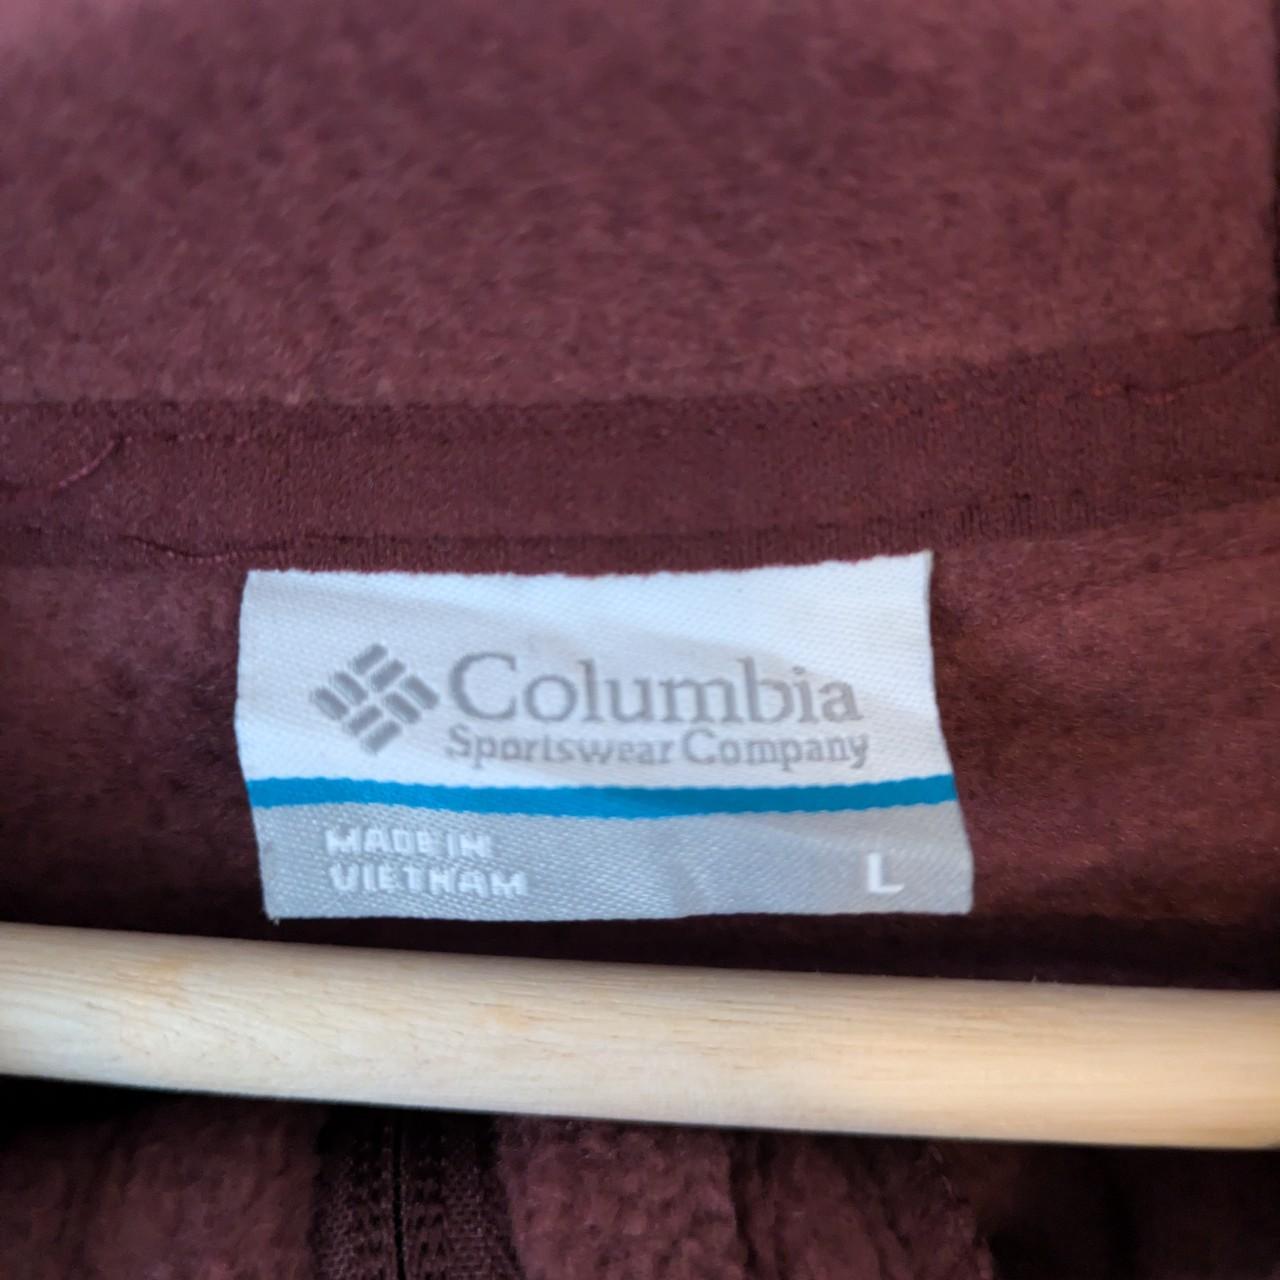 Columbia
Sportswear Company
MADE IN
VIETNAM
L